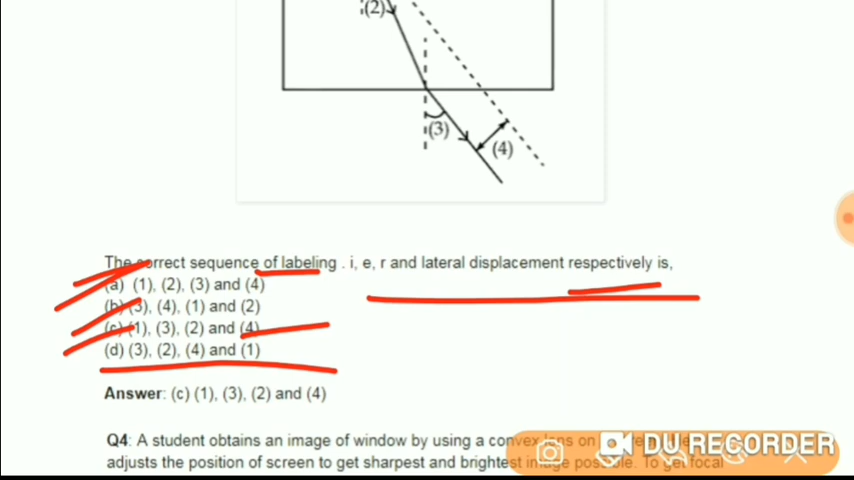 (2)
(3)
(4)
The correct sequence of labeling . i, e, r and lateral displacement respectively is,
(a) (1), (2), (3) and (4)
(b) (3), (4), (1) and (2)
(c) (1), (3), (2) and (4)
(d) (3), (2), (4) and (1)
Answer: (c) (1), (3), (2) and (4)
Q4: A student obtains an image of window by using a convex lens on
DU RECORDER
adjusts the position of screen to get sharpest and brightest image possible. To get focal